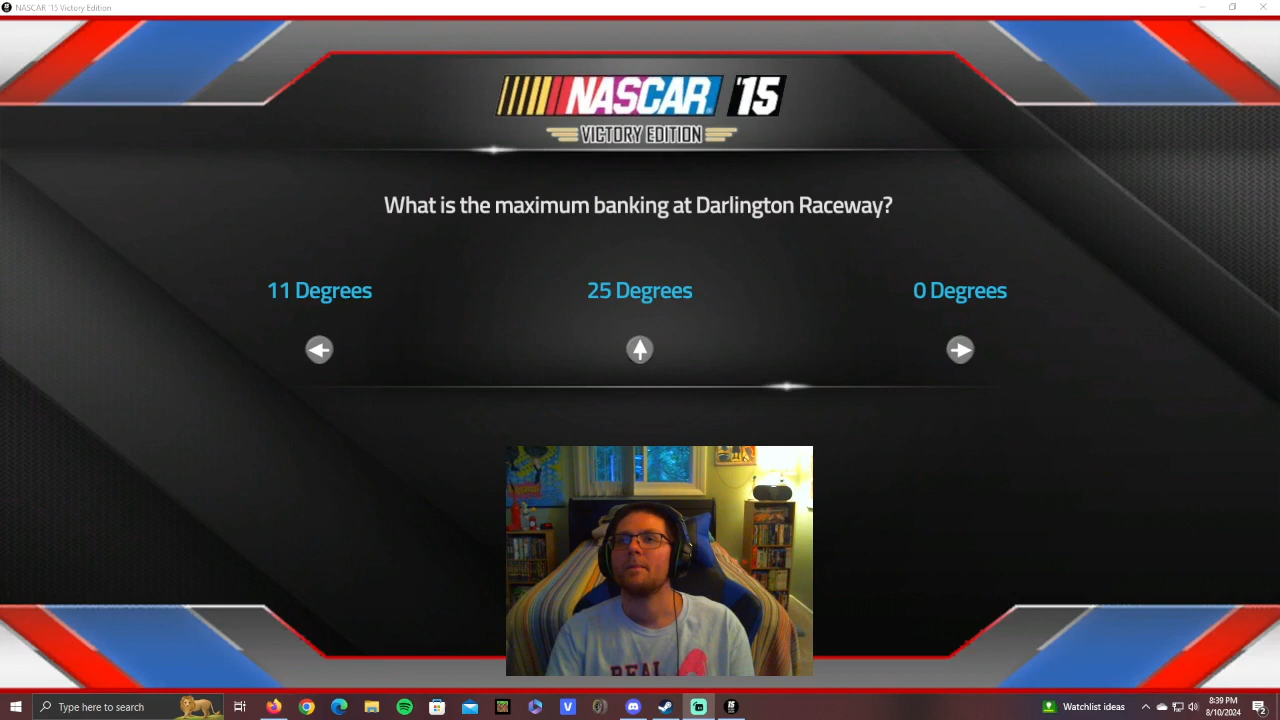 NASCAR '15 Victory Edition
NASCAR '15
VICTORY EDITION
What is the maximum banking at Darlington Raceway?
11 Degrees
25 Degrees
0 Degrees
REAL
Type here to search
Watchlist ideas
8:39 PM
8/10/2024
2